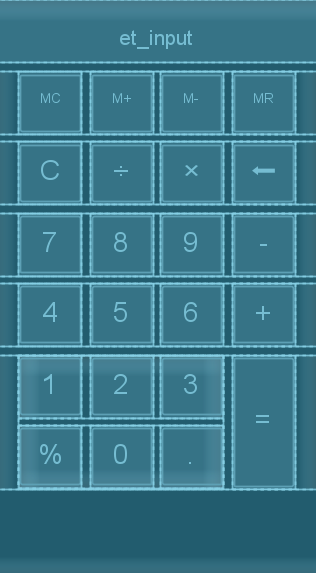 et_input
MC M+ M- MR
C ÷ × ←
7 8 9 -
4 5 6 +
1 2 3
=
% 0 .